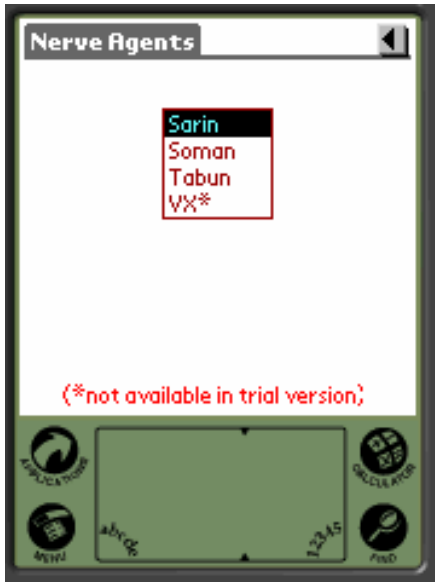 Nerve Agents
Sarin
Soman
Tabun
VX*
(*not available in trial version)
APPLICATIONS
CALCULATOR
MENU
abcde
12345
FIND